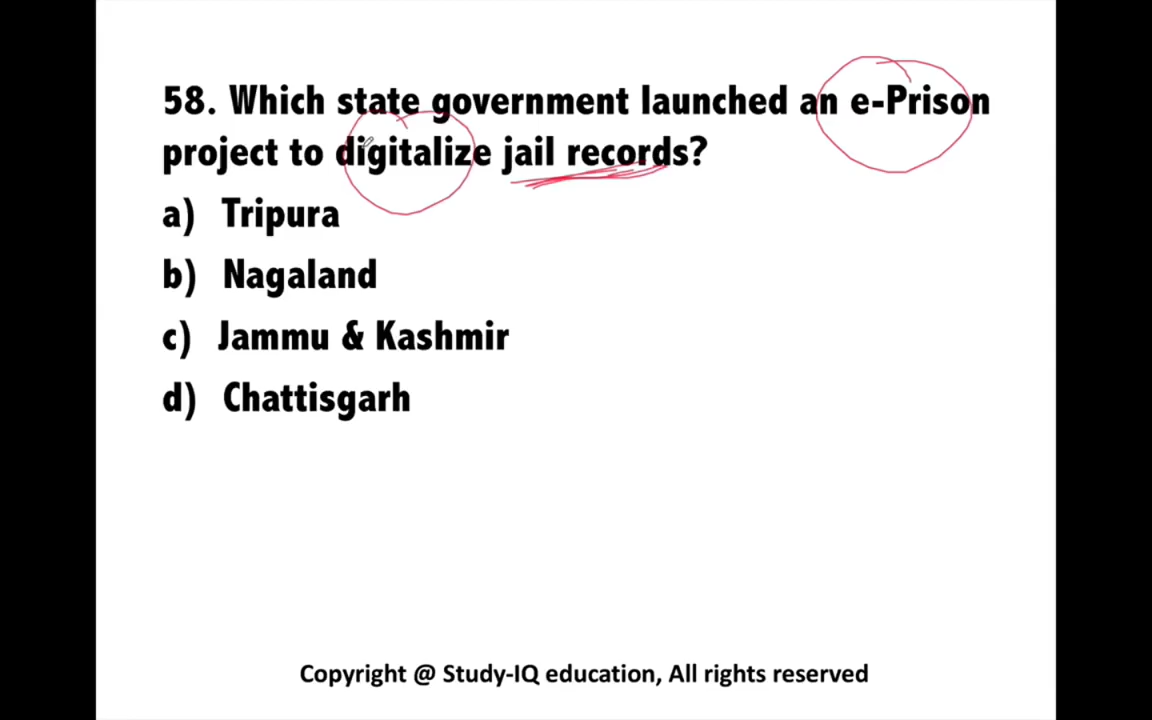 58. Which state government launched an e-Prison
project to digitalize jail records?
a) Tripura
b) Nagaland
c) Jammu & Kashmir
d) Chattisgarh
Copyright @ Study-IQ education, All rights reserved